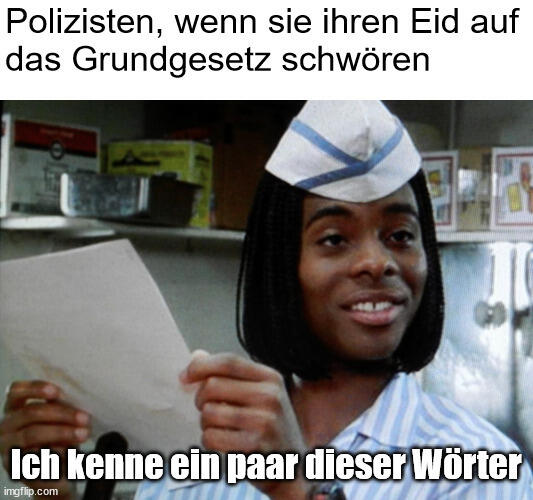 Polizisten, wenn sie ihren Eid auf
das Grundgesetz schwören
Ich kenne ein paar dieser Wörter
imgflip.com